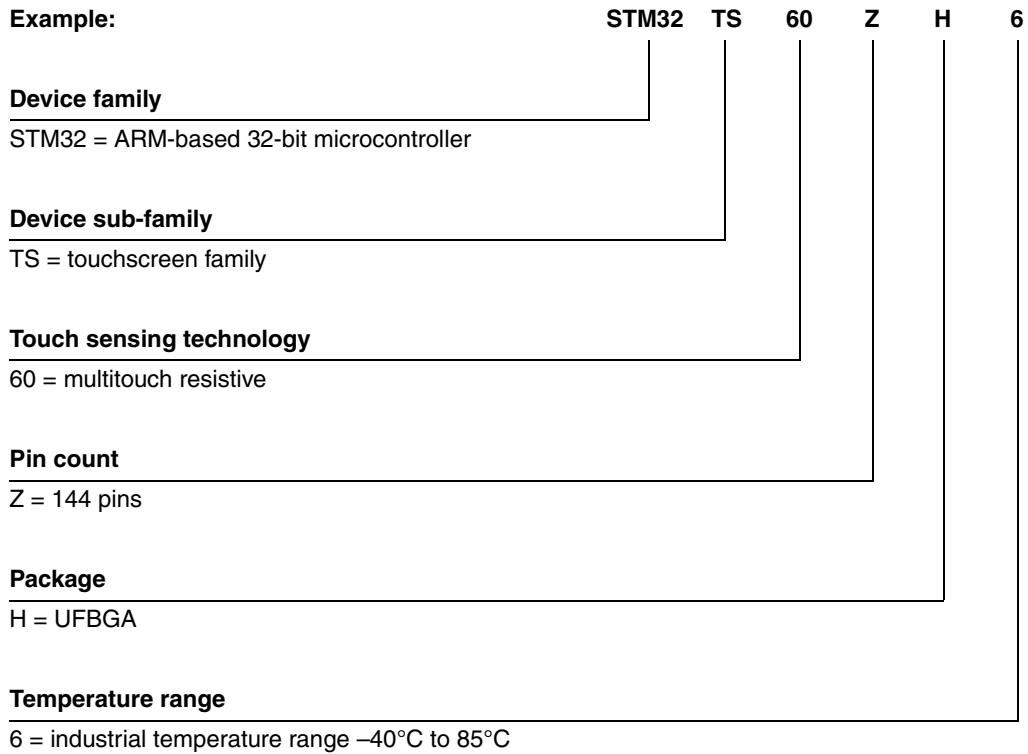 Example: STM32 TS 60 Z H 6
Device family
STM32 = ARM-based 32-bit microcontroller
Device sub-family
TS = touchscreen family
Touch sensing technology
60 = multitouch resistive
Pin count
Z = 144 pins
Package
H = UFBGA
Temperature range
6 = industrial temperature range –40°C to 85°C